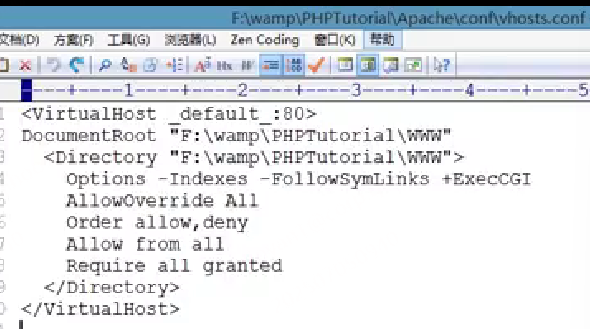 F:\wamp\PHPTutorial\Apache\conf\vhosts.conf
文档(D) 方案(F) 工具(G) 浏览器(L) Zen Coding 窗口(K) 帮助
----+----1----+----2----+----3----+----4----+----5
1 <VirtualHost _default_:80>
2 DocumentRoot "F:\wamp\PHPTutorial\WWW"
3 <Directory "F:\wamp\PHPTutorial\WWW">
4 Options -Indexes -FollowSymLinks +ExecCGI
5 AllowOverride All
6 Order allow,deny
7 Allow from all
8 Require all granted
9 </Directory>
0 </VirtualHost>